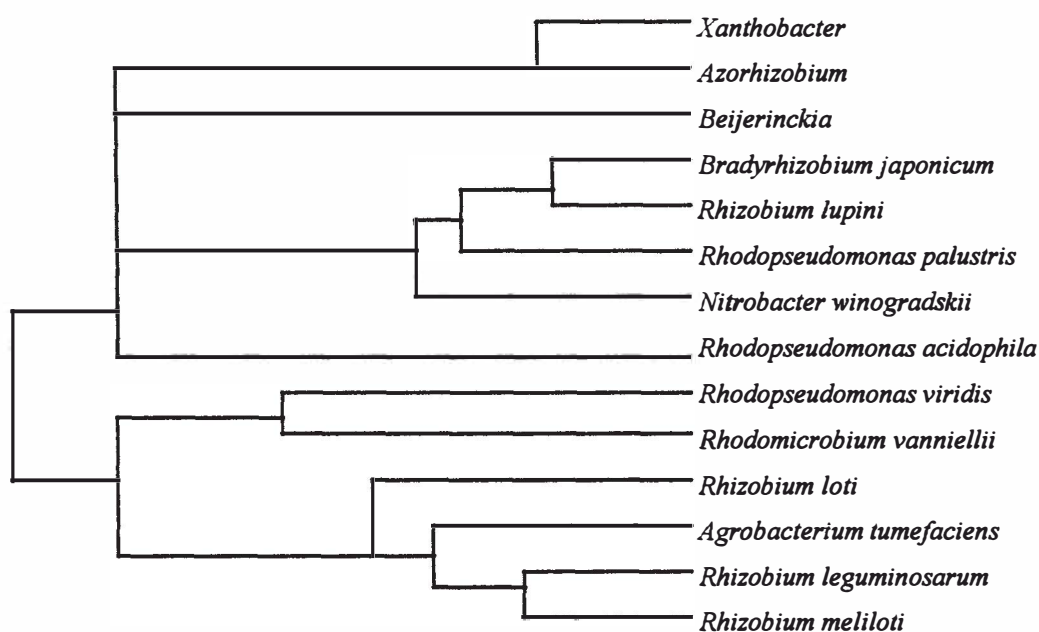 Xanthobacter
Azorhizobium
Beijerinckia
Bradyrhizobium japonicum
Rhizobium lupini
Rhodopseudomonas palustris
Nitrobacter winogradskii
Rhodopseudomonas acidophila
Rhodopseudomonas viridis
Rhodomicrobium vanniellii
Rhizobium loti
Agrobacterium tumefaciens
Rhizobium leguminosarum
Rhizobium meliloti